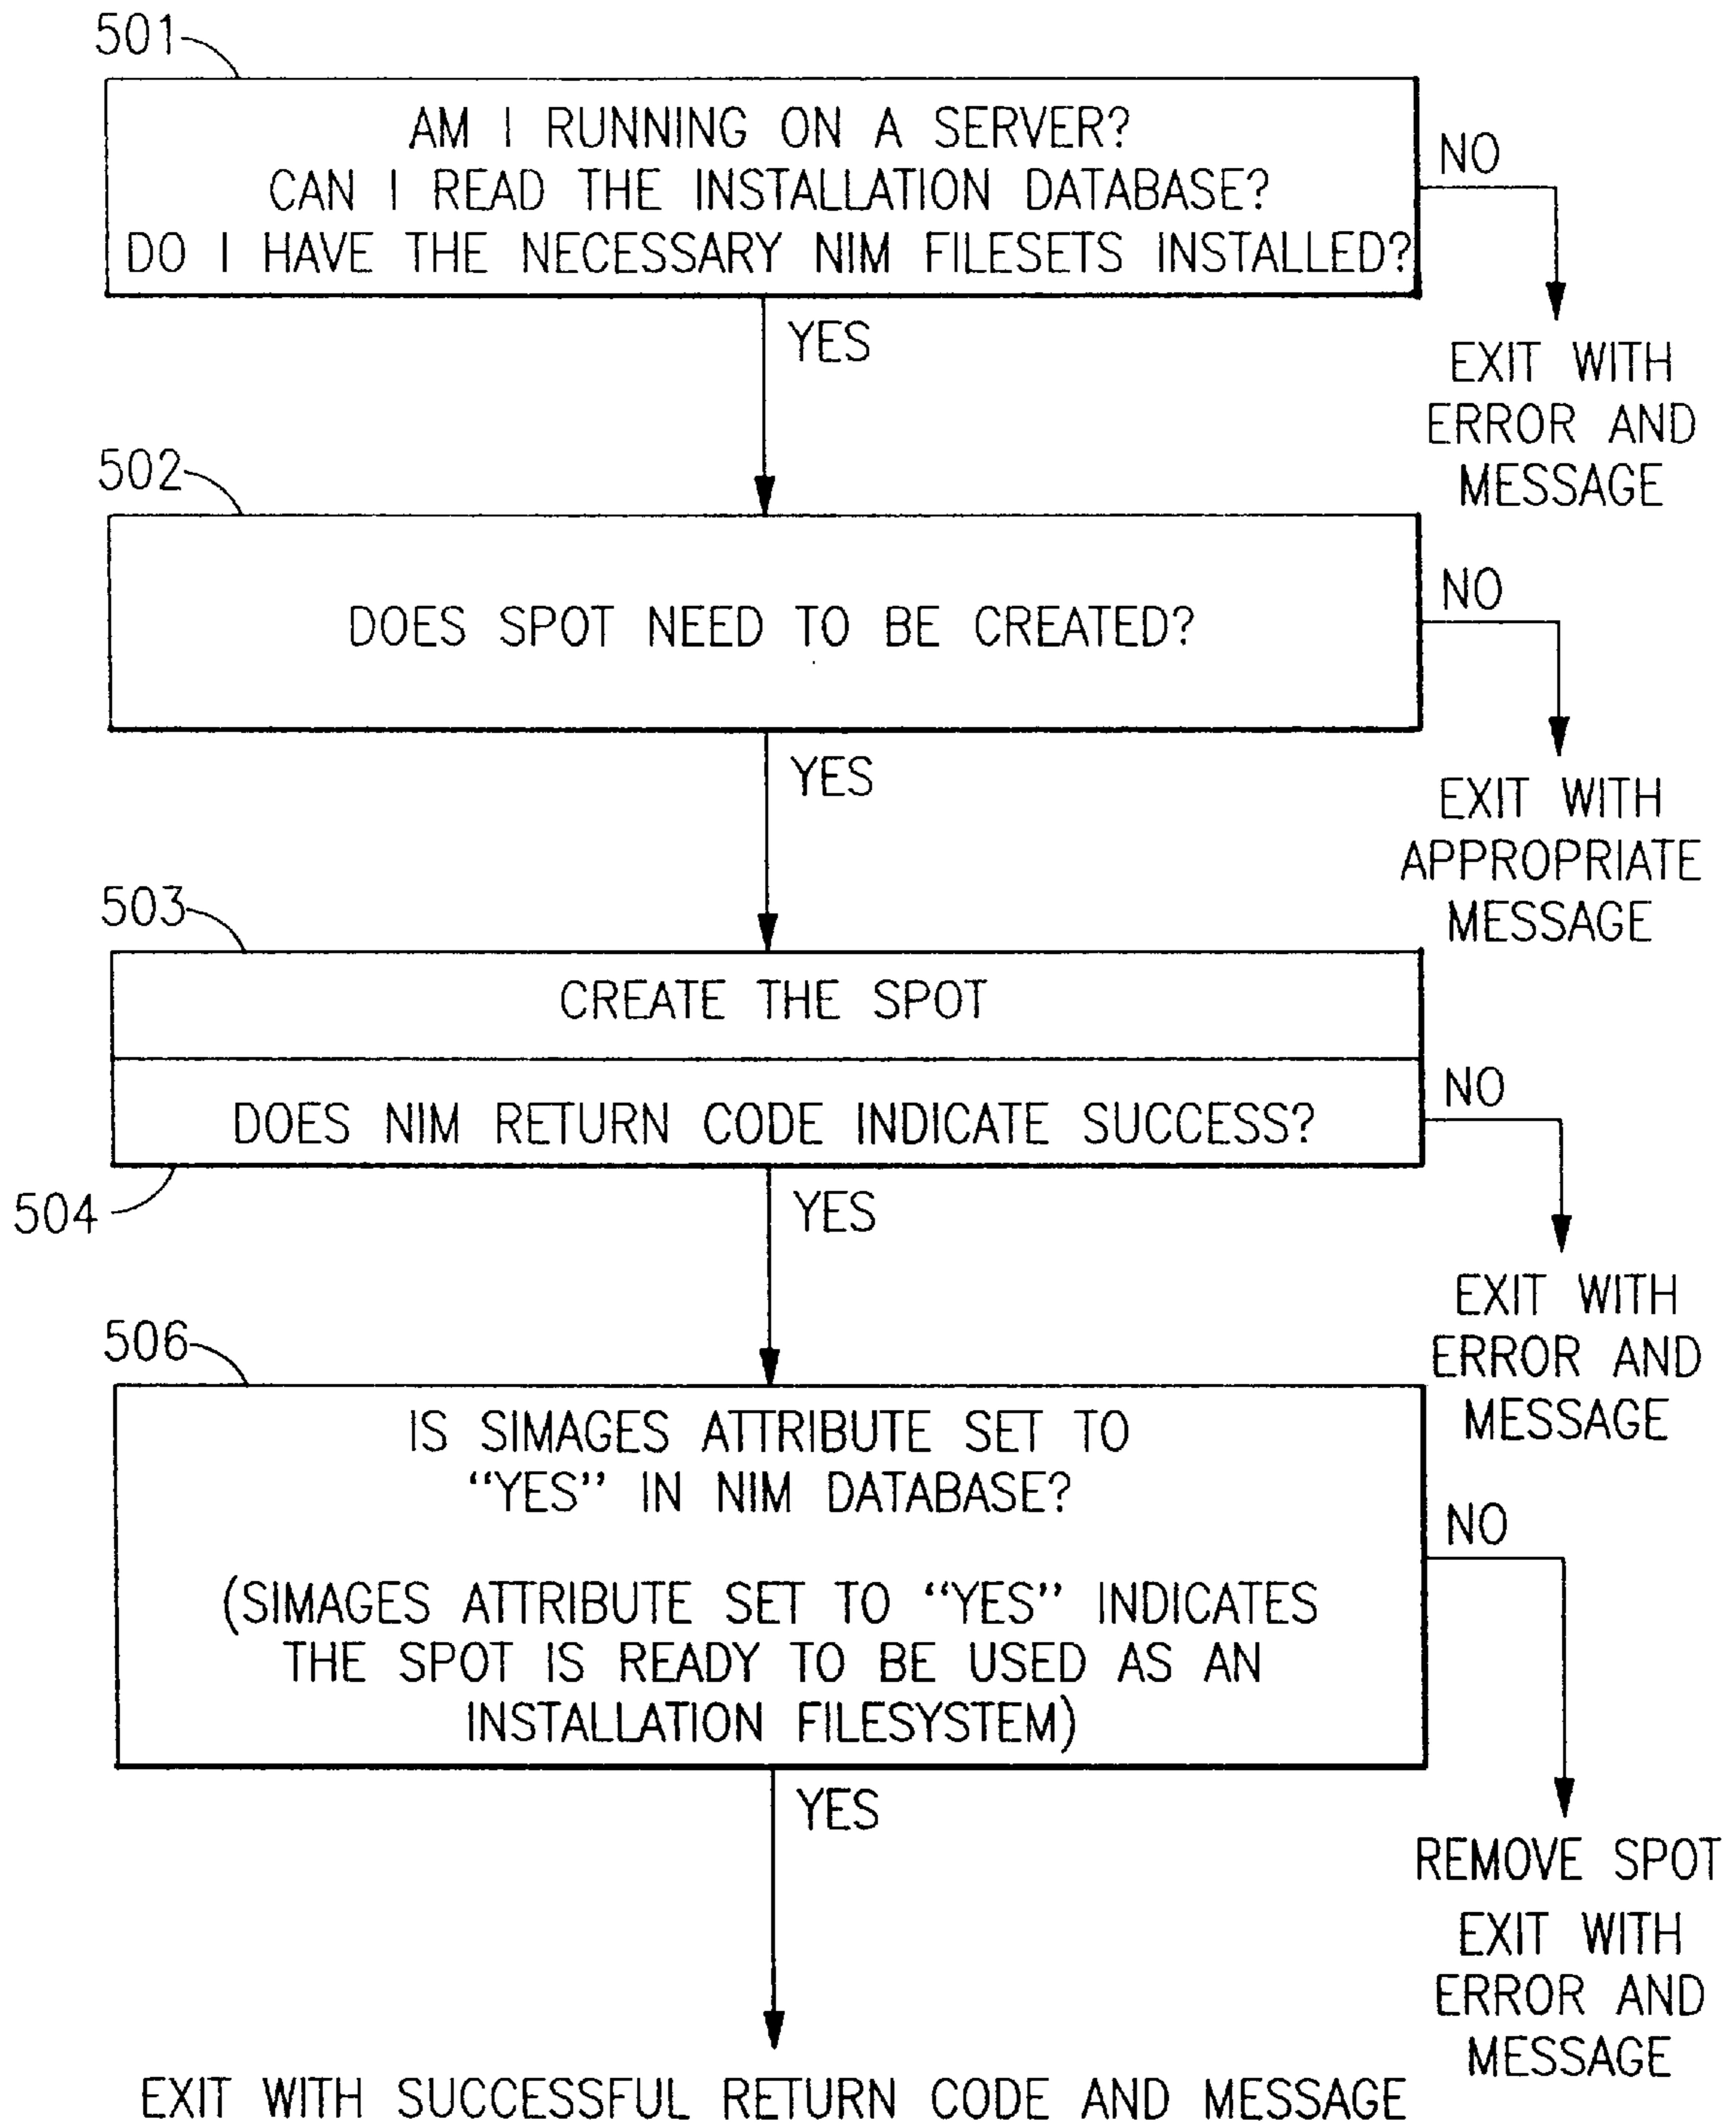 501
AM I RUNNING ON A SERVER?
CAN I READ THE INSTALLATION DATABASE?
DO I HAVE THE NECESSARY NIM FILESETS INSTALLED?
NO
EXIT WITH
ERROR AND
MESSAGE
YES
502
DOES SPOT NEED TO BE CREATED?
NO
EXIT WITH
APPROPRIATE
MESSAGE
YES
503
CREATE THE SPOT
DOES NIM RETURN CODE INDICATE SUCCESS?
NO
EXIT WITH
ERROR AND
MESSAGE
504
YES
506
IS SIMAGES ATTRIBUTE SET TO
“YES” IN NIM DATABASE?
(SIMAGES ATTRIBUTE SET TO “YES” INDICATES
THE SPOT IS READY TO BE USED AS AN
INSTALLATION FILESYSTEM)
NO
REMOVE SPOT
EXIT WITH
ERROR AND
MESSAGE
YES
EXIT WITH SUCCESSFUL RETURN CODE AND MESSAGE